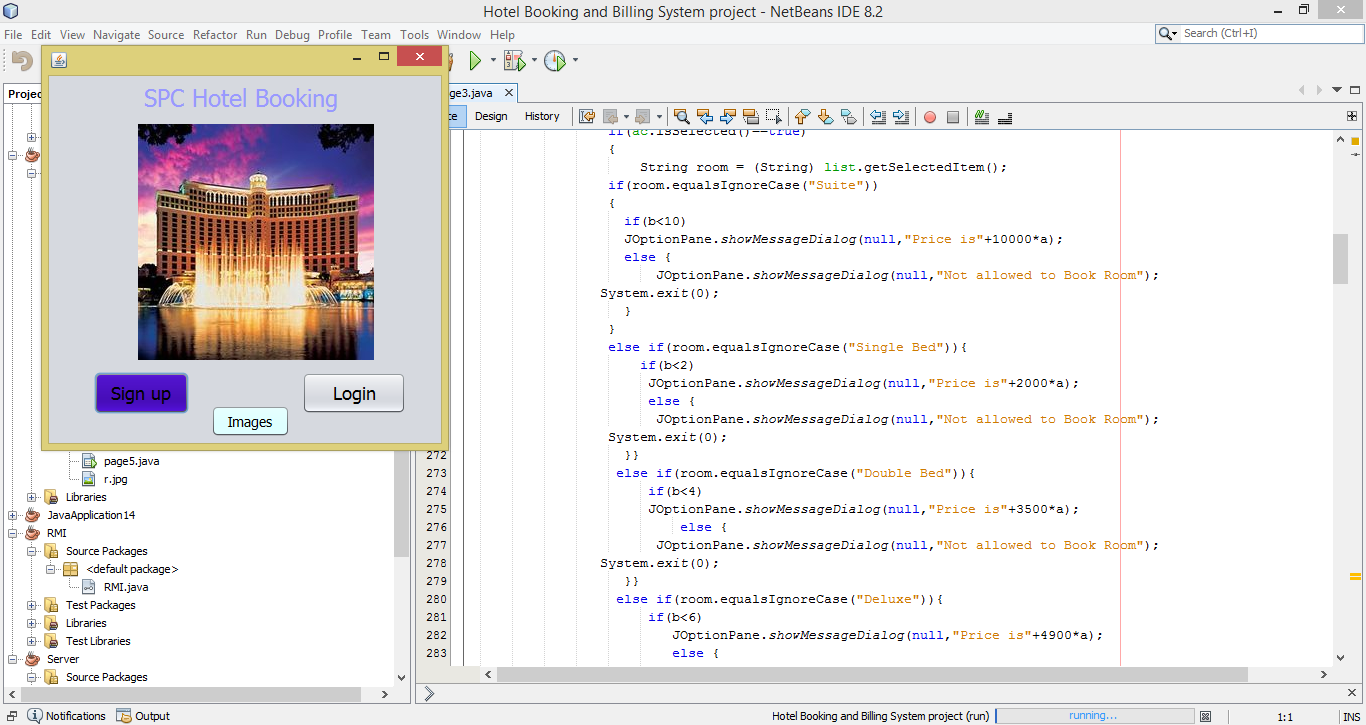 Hotel Booking and Billing System project - NetBeans IDE 8.2
File Edit View Navigate Source Refactor Run Debug Profile Team Tools Window Help
Search (Ctrl+I)
SPC Hotel Booking
Sign up
Login
Images
Projec
ge3.java
ce Design History
if(ac.isSelected()==true)
{
String room = (String) list.getSelectedItem();
if(room.equalsIgnoreCase("Suite"))
{
if(b<10)
JOptionPane.showMessageDialog(null,"Price is"+10000*a);
else {
JOptionPane.showMessageDialog(null,"Not allowed to Book Room");
System.exit(0);
}
}
else if(room.equalsIgnoreCase("Single Bed")){
if(b<2)
JOptionPane.showMessageDialog(null,"Price is"+2000*a);
else {
JOptionPane.showMessageDialog(null,"Not allowed to Book Room");
System.exit(0);
272 }}
273 else if(room.equalsIgnoreCase("Double Bed")){
274 if(b<4)
275 JOptionPane.showMessageDialog(null,"Price is"+3500*a);
276 else {
277 JOptionPane.showMessageDialog(null,"Not allowed to Book Room");
278 System.exit(0);
279 }}
280 else if(room.equalsIgnoreCase("Deluxe")){
281 if(b<6)
282 JOptionPane.showMessageDialog(null,"Price is"+4900*a);
283 else {
page5.java
r.jpg
Libraries
JavaApplication14
RMI
Source Packages
<default package>
RMI.java
Test Packages
Libraries
Test Libraries
Server
Source Packages
Notifications Output
Hotel Booking and Billing System project (run) running... 1:1 INS